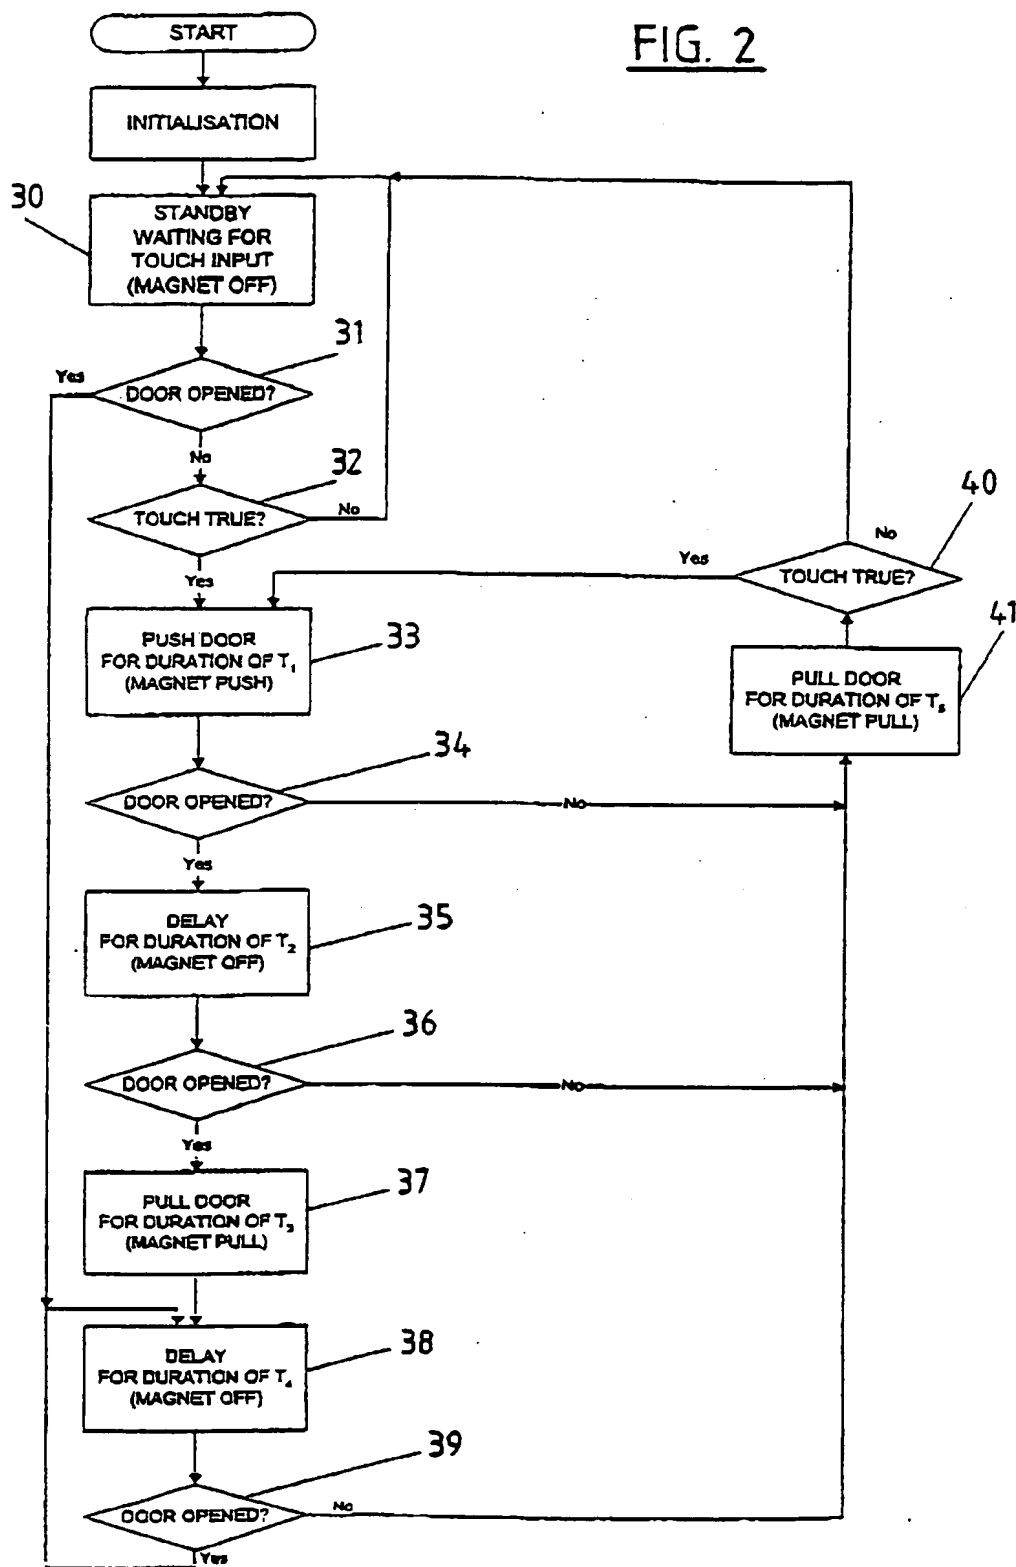 FIG. 2
START
INITIALISATION
30
STANDBY
WAITING FOR
TOUCH INPUT
(MAGNET OFF)
31
Yes
DOOR OPENED?
No
32
TOUCH TRUE?
No
Yes
40
No
Yes
TOUCH TRUE?
41
PULL DOOR
FOR DURATION OF T₅
(MAGNET PULL)
33
PUSH DOOR
FOR DURATION OF T₁
(MAGNET PUSH)
34
DOOR OPENED?
No
Yes
35
DELAY
FOR DURATION OF T₂
(MAGNET OFF)
36
DOOR OPENED?
No
Yes
37
PULL DOOR
FOR DURATION OF T₃
(MAGNET PULL)
38
DELAY
FOR DURATION OF T₄
(MAGNET OFF)
39
DOOR OPENED?
No
Yes